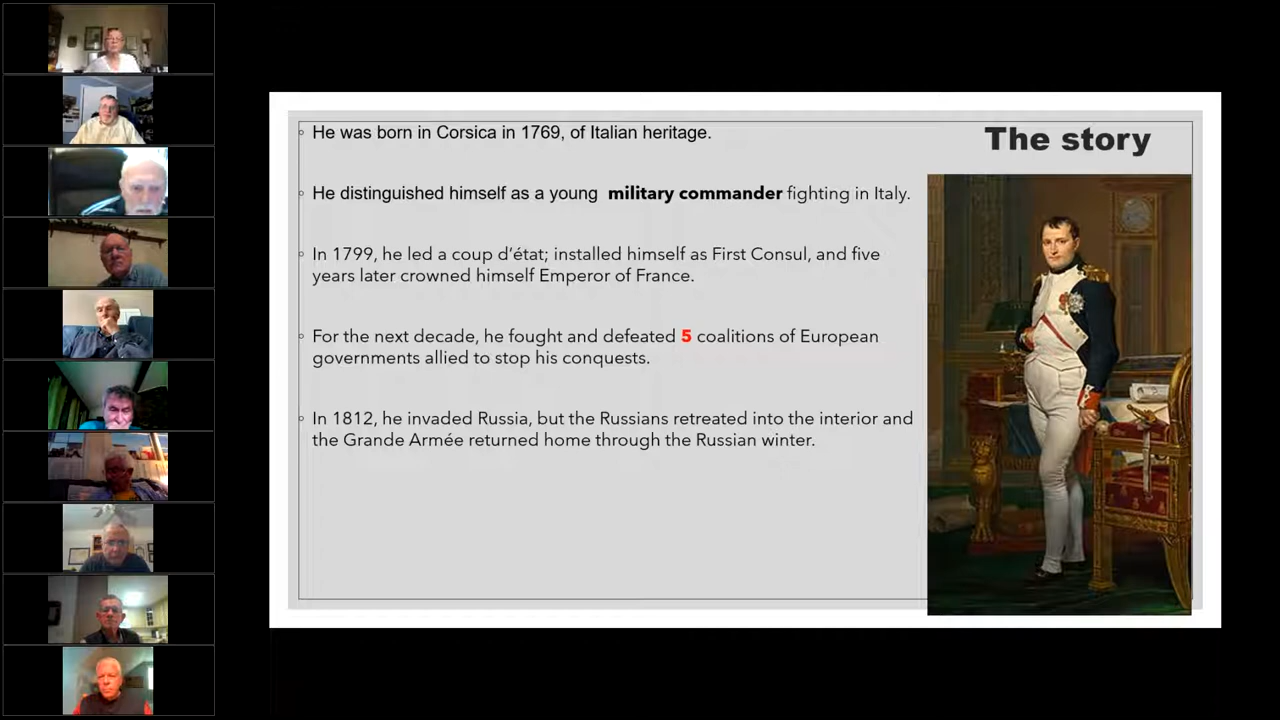 The story
He was born in Corsica in 1769, of Italian heritage.
He distinguished himself as a young military commander fighting in Italy.
In 1799, he led a coup d'état; installed himself as First Consul, and five
years later crowned himself Emperor of France.
For the next decade, he fought and defeated 5 coalitions of European
governments allied to stop his conquests.
In 1812, he invaded Russia, but the Russians retreated into the interior and
the Grande Armée returned home through the Russian winter.